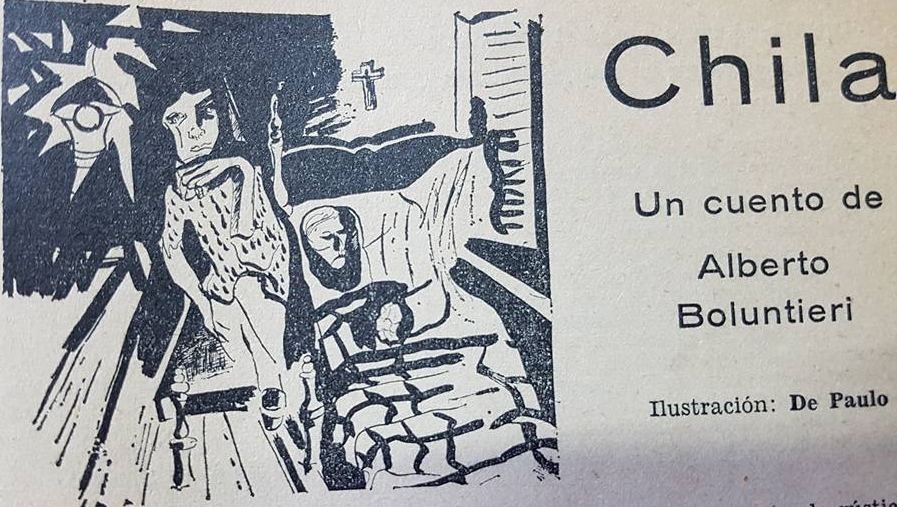 Chila
Un cuento de
Alberto
Boluntieri
Ilustración: De Paulo